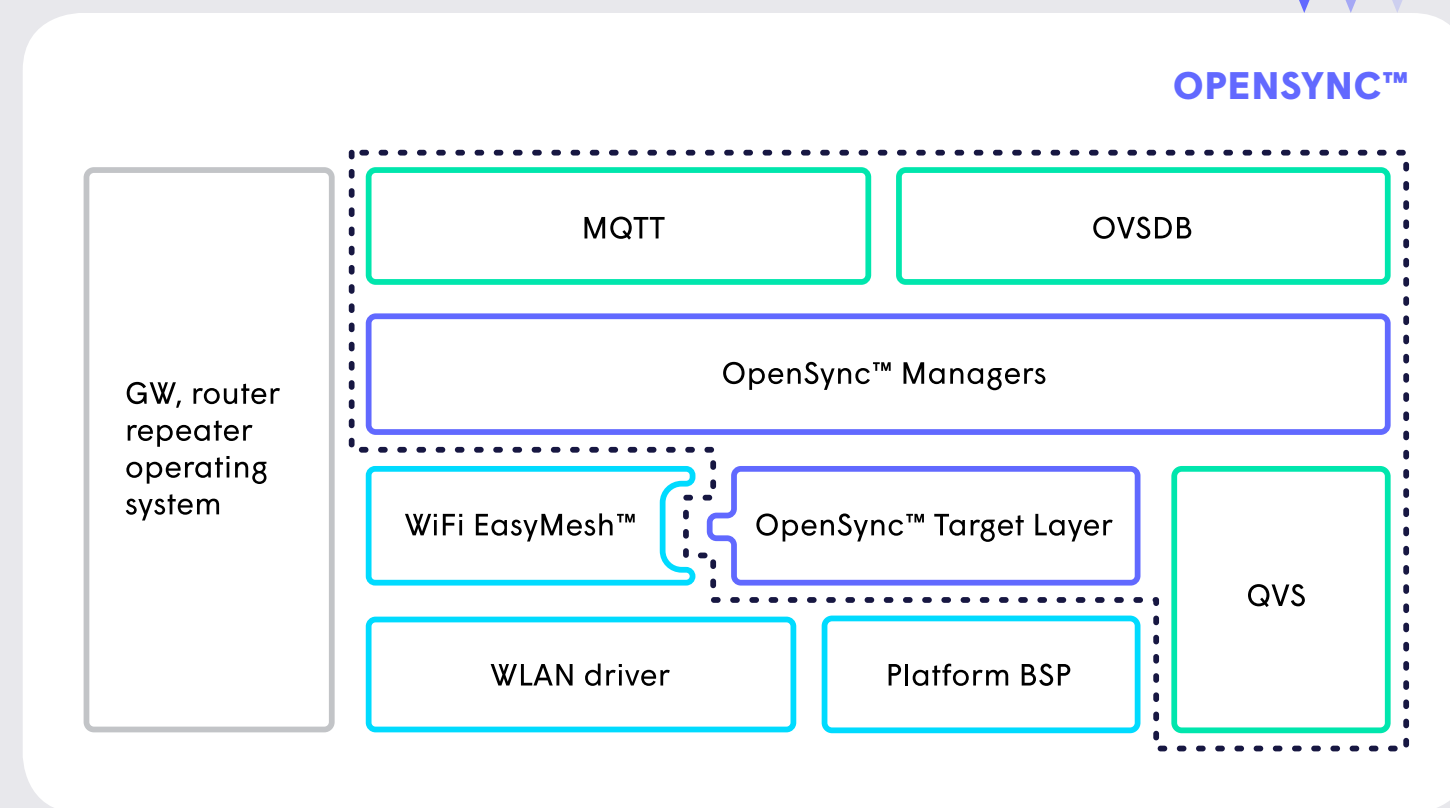 OPENSYNC™
MQTT
OVSDB
OpenSync™ Managers
GW, router
repeater
operating
system
WiFi EasyMesh™
OpenSync™ Target Layer
QVS
WLAN driver
Platform BSP